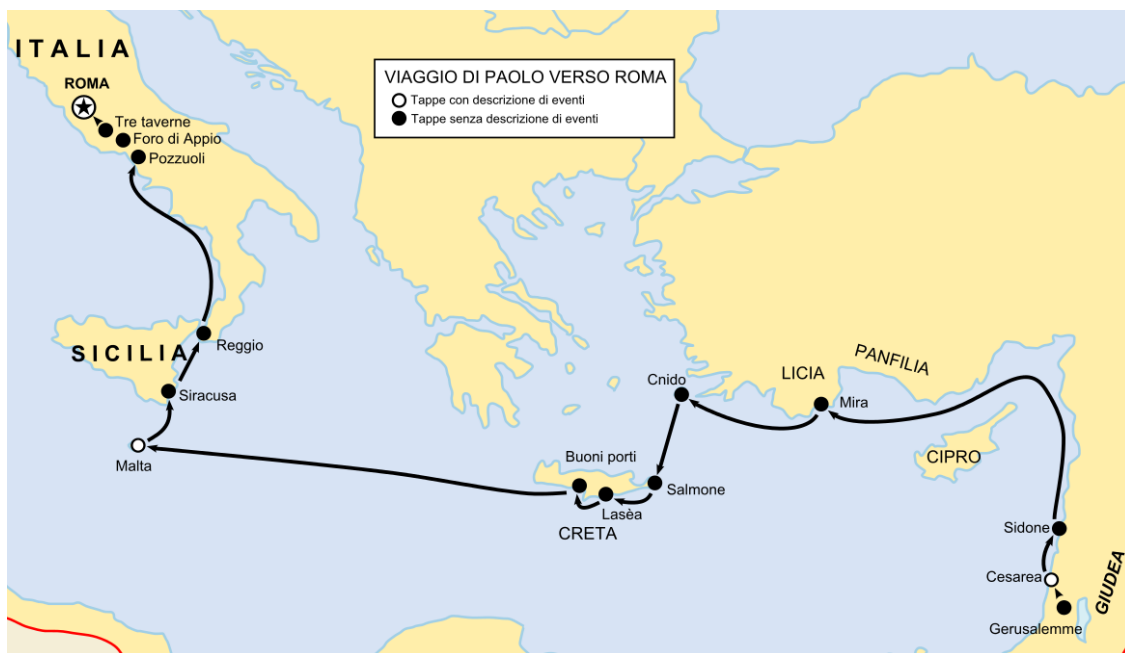 ITALIA
ROMA
Tre taverne
Foro di Appio
Pozzuoli
VIAGGIO DI PAOLO VERSO ROMA
Tappe con descrizione di eventi
Tappe senza descrizione di eventi
SICILIA
Reggio
Siracusa
Malta
Cnido
LICIA
PANFILIA
Mira
CIPRO
Buoni porti
Salmone
Lasèa
CRETA
Sidone
Cesarea
GIUDEA
Gerusalemme